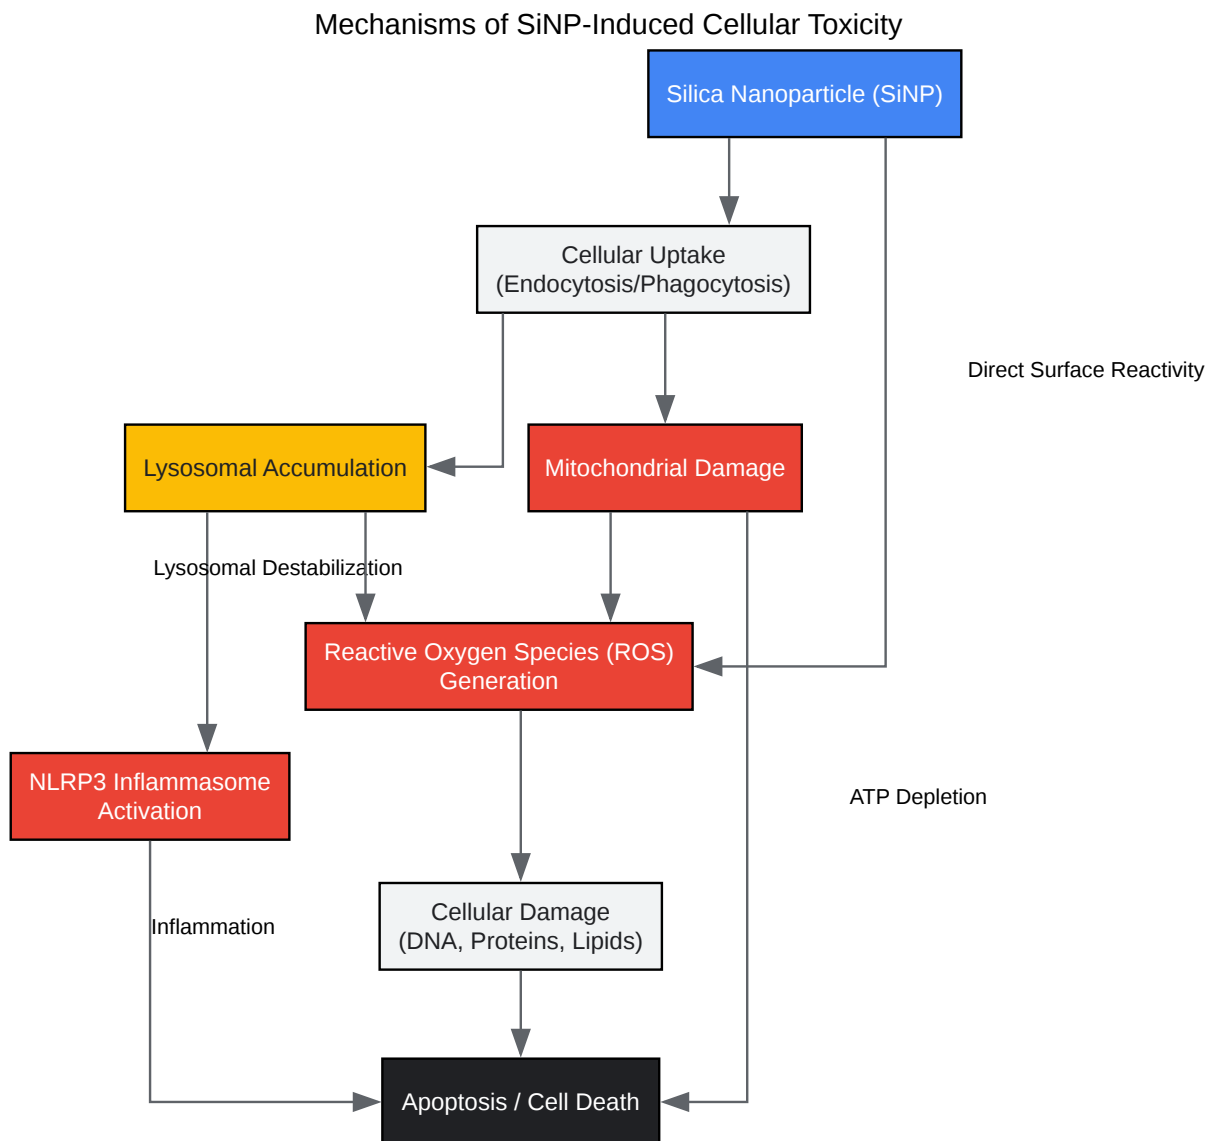 Mechanisms of SiNP-Induced Cellular Toxicity
Silica Nanoparticle (SiNP)
Cellular Uptake
(Endocytosis/Phagocytosis)
Direct Surface Reactivity
Lysosomal Accumulation
Mitochondrial Damage
Lysosomal Destabilization
Reactive Oxygen Species (ROS)
Generation
NLRP3 Inflammasome
Activation
ATP Depletion
Cellular Damage
(DNA, Proteins, Lipids)
Inflammation
Apoptosis / Cell Death